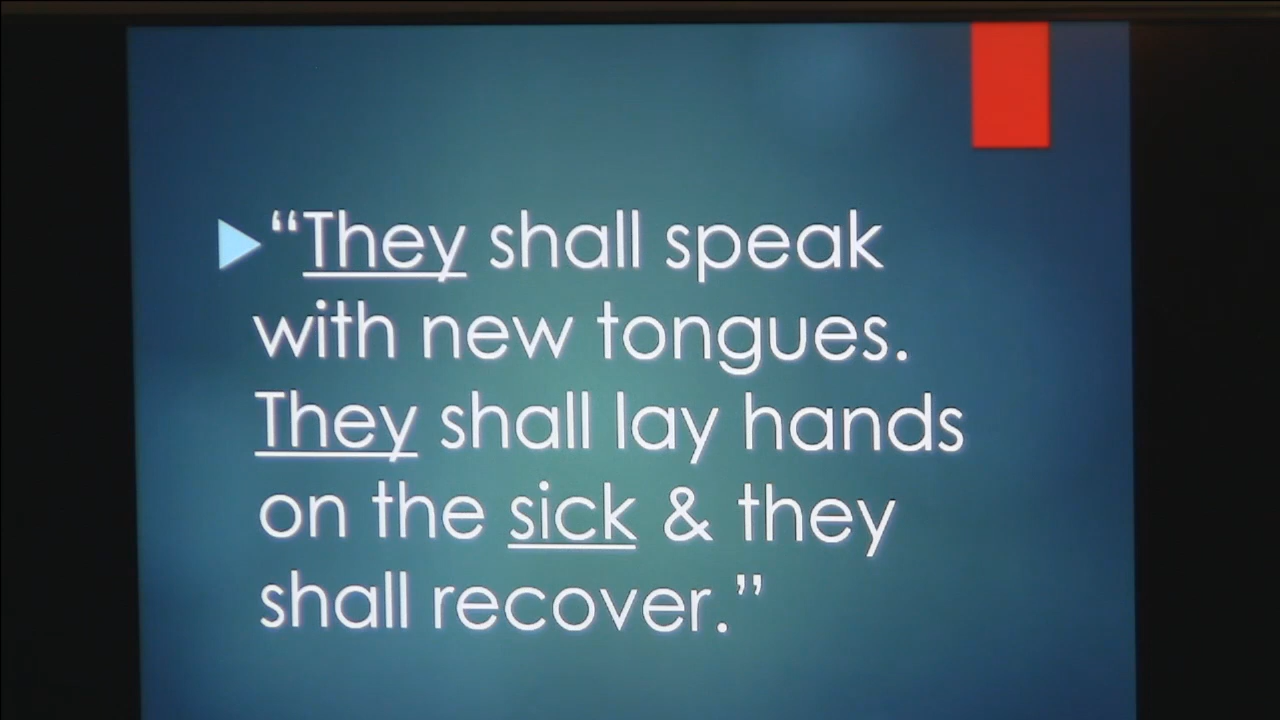 “They shall speak
with new tongues.
They shall lay hands
on the sick & they
shall recover.”